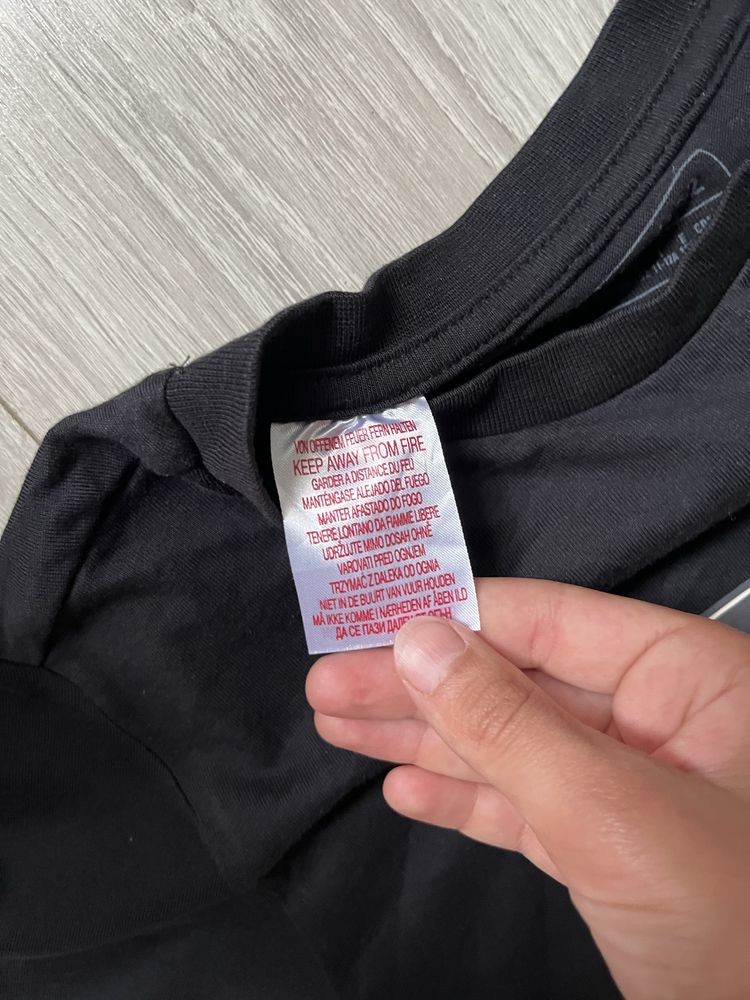 VON OFFENEM FEUER FERN HALTEN
KEEP AWAY FROM FIRE
GARDER A DISTANCE DU FEU
MANTÉNGASE ALEJADO DEL FUEGO
MANTER AFASTADO DO FOGO
TENERE LONTANO DA FIAMME LIBERE
UDRŽUJTE MIMO DOSAH OHNĚ
VAROVATI PRED OGNJEM
TRZYMAĆ Z DALEKA OD OGNIA
NIET IN DE BUURT VAN VUUR HOUDEN
MÅ IKKE KOMME I NÆRHEDEN AF ÅBEN ILD
ДА СЕ ПАЗИ ДАЛЕЧ ОТ ОГЪН